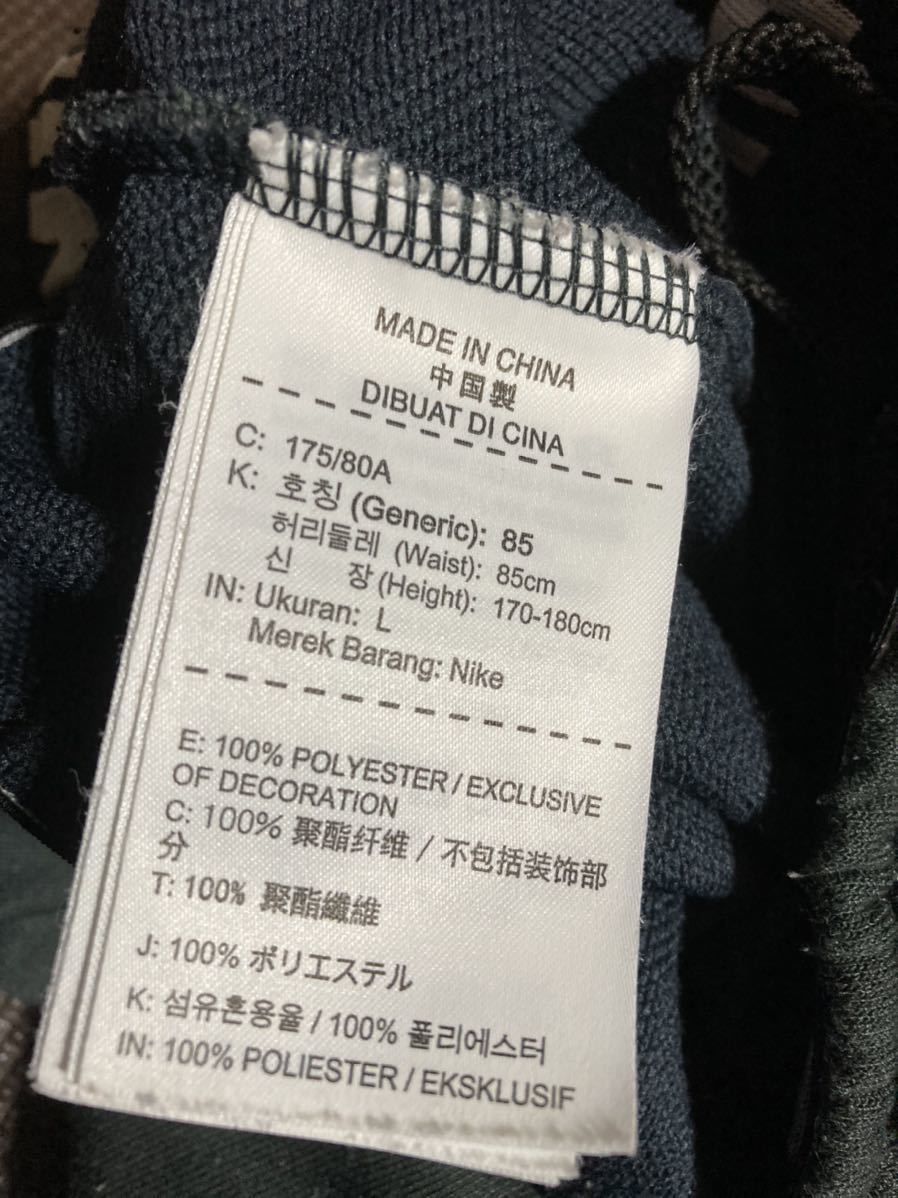 MADE IN CHINA
中国製
DIBUAT DI CINA
C: 175/80A
K: 호칭 (Generic): 85
허리둘레 (Waist): 85cm
신 장 (Height): 170-180cm
IN: Ukuran: L
Merek Barang: Nike
E: 100% POLYESTER / EXCLUSIVE
OF DECORATION
C: 100% 聚酯纤维 / 不包括装饰部
分
T: 100% 聚酯纖維
J: 100% ポリエステル
K: 섬유혼용율 / 100% 폴리에스터
IN: 100% POLIESTER / EKSKLUSIF